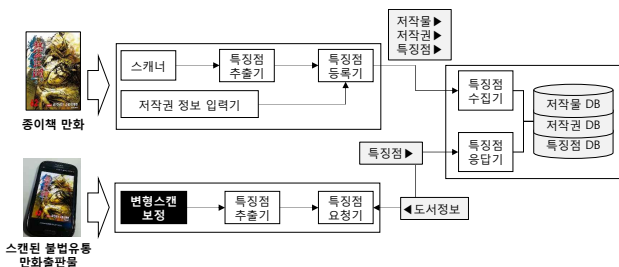 저작물▶
저작권▶
특징점▶
스캐너
특징점
추출기
특징점
등록기
저작권 정보 입력기
종이책 만화
특징점
수집기
특징점
응답기
저작물 DB
저작권 DB
특징점 DB
특징점▶
변형스캔
보정
특징점
추출기
특징점
요청기
◀도서정보
스캔된 불법유통
만화출판물